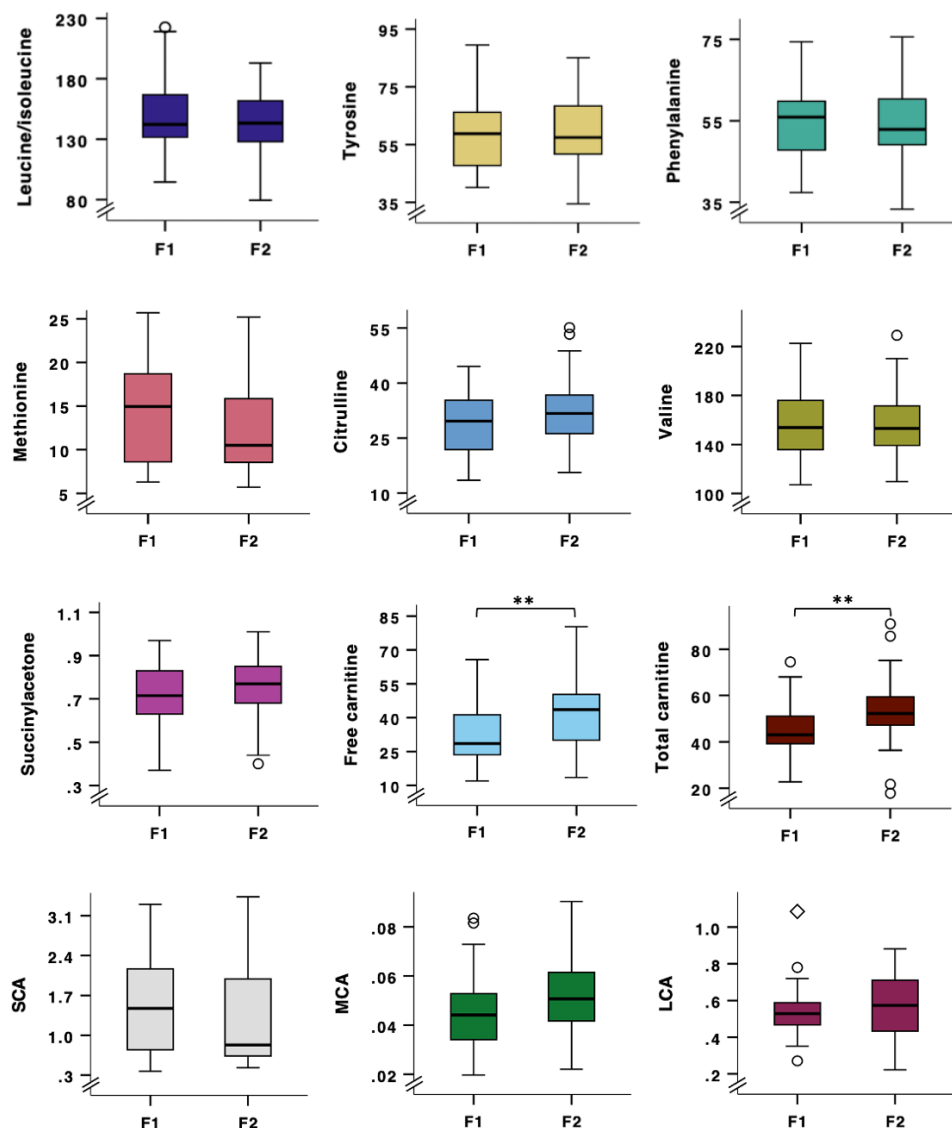 Leucine/isoleucine
230
180
130
80
F1
F2
Tyrosine
95
75
55
35
F1
F2
Phenylalanine
75
55
35
F1
F2
Methionine
25
20
15
10
5
F1
F2
Citrulline
55
40
25
10
F1
F2
Valine
220
180
140
100
F1
F2
Succinylacetone
1.1
.9
.7
.5
.3
F1
F2
Free carnitine
85
70
55
40
25
10
**
F1
F2
Total carnitine
80
60
40
20
**
F1
F2
SCA
3.1
2.4
1.7
1.0
.3
F1
F2
MCA
.08
.06
.04
.02
F1
F2
LCA
1.0
.8
.6
.4
.2
F1
F2